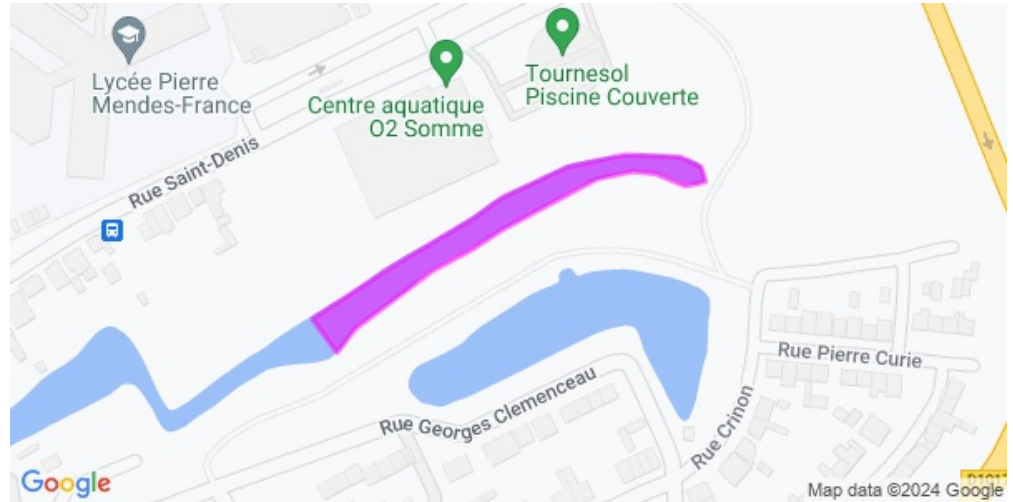 Lycée Pierre
Mendes-France
Centre aquatique
O2 Somme
Tournesol
Piscine Couverte
Rue Saint-Denis
Rue Georges Clemenceau
Rue Crinon
Rue Pierre Curie
Google
Map data ©2024 Google